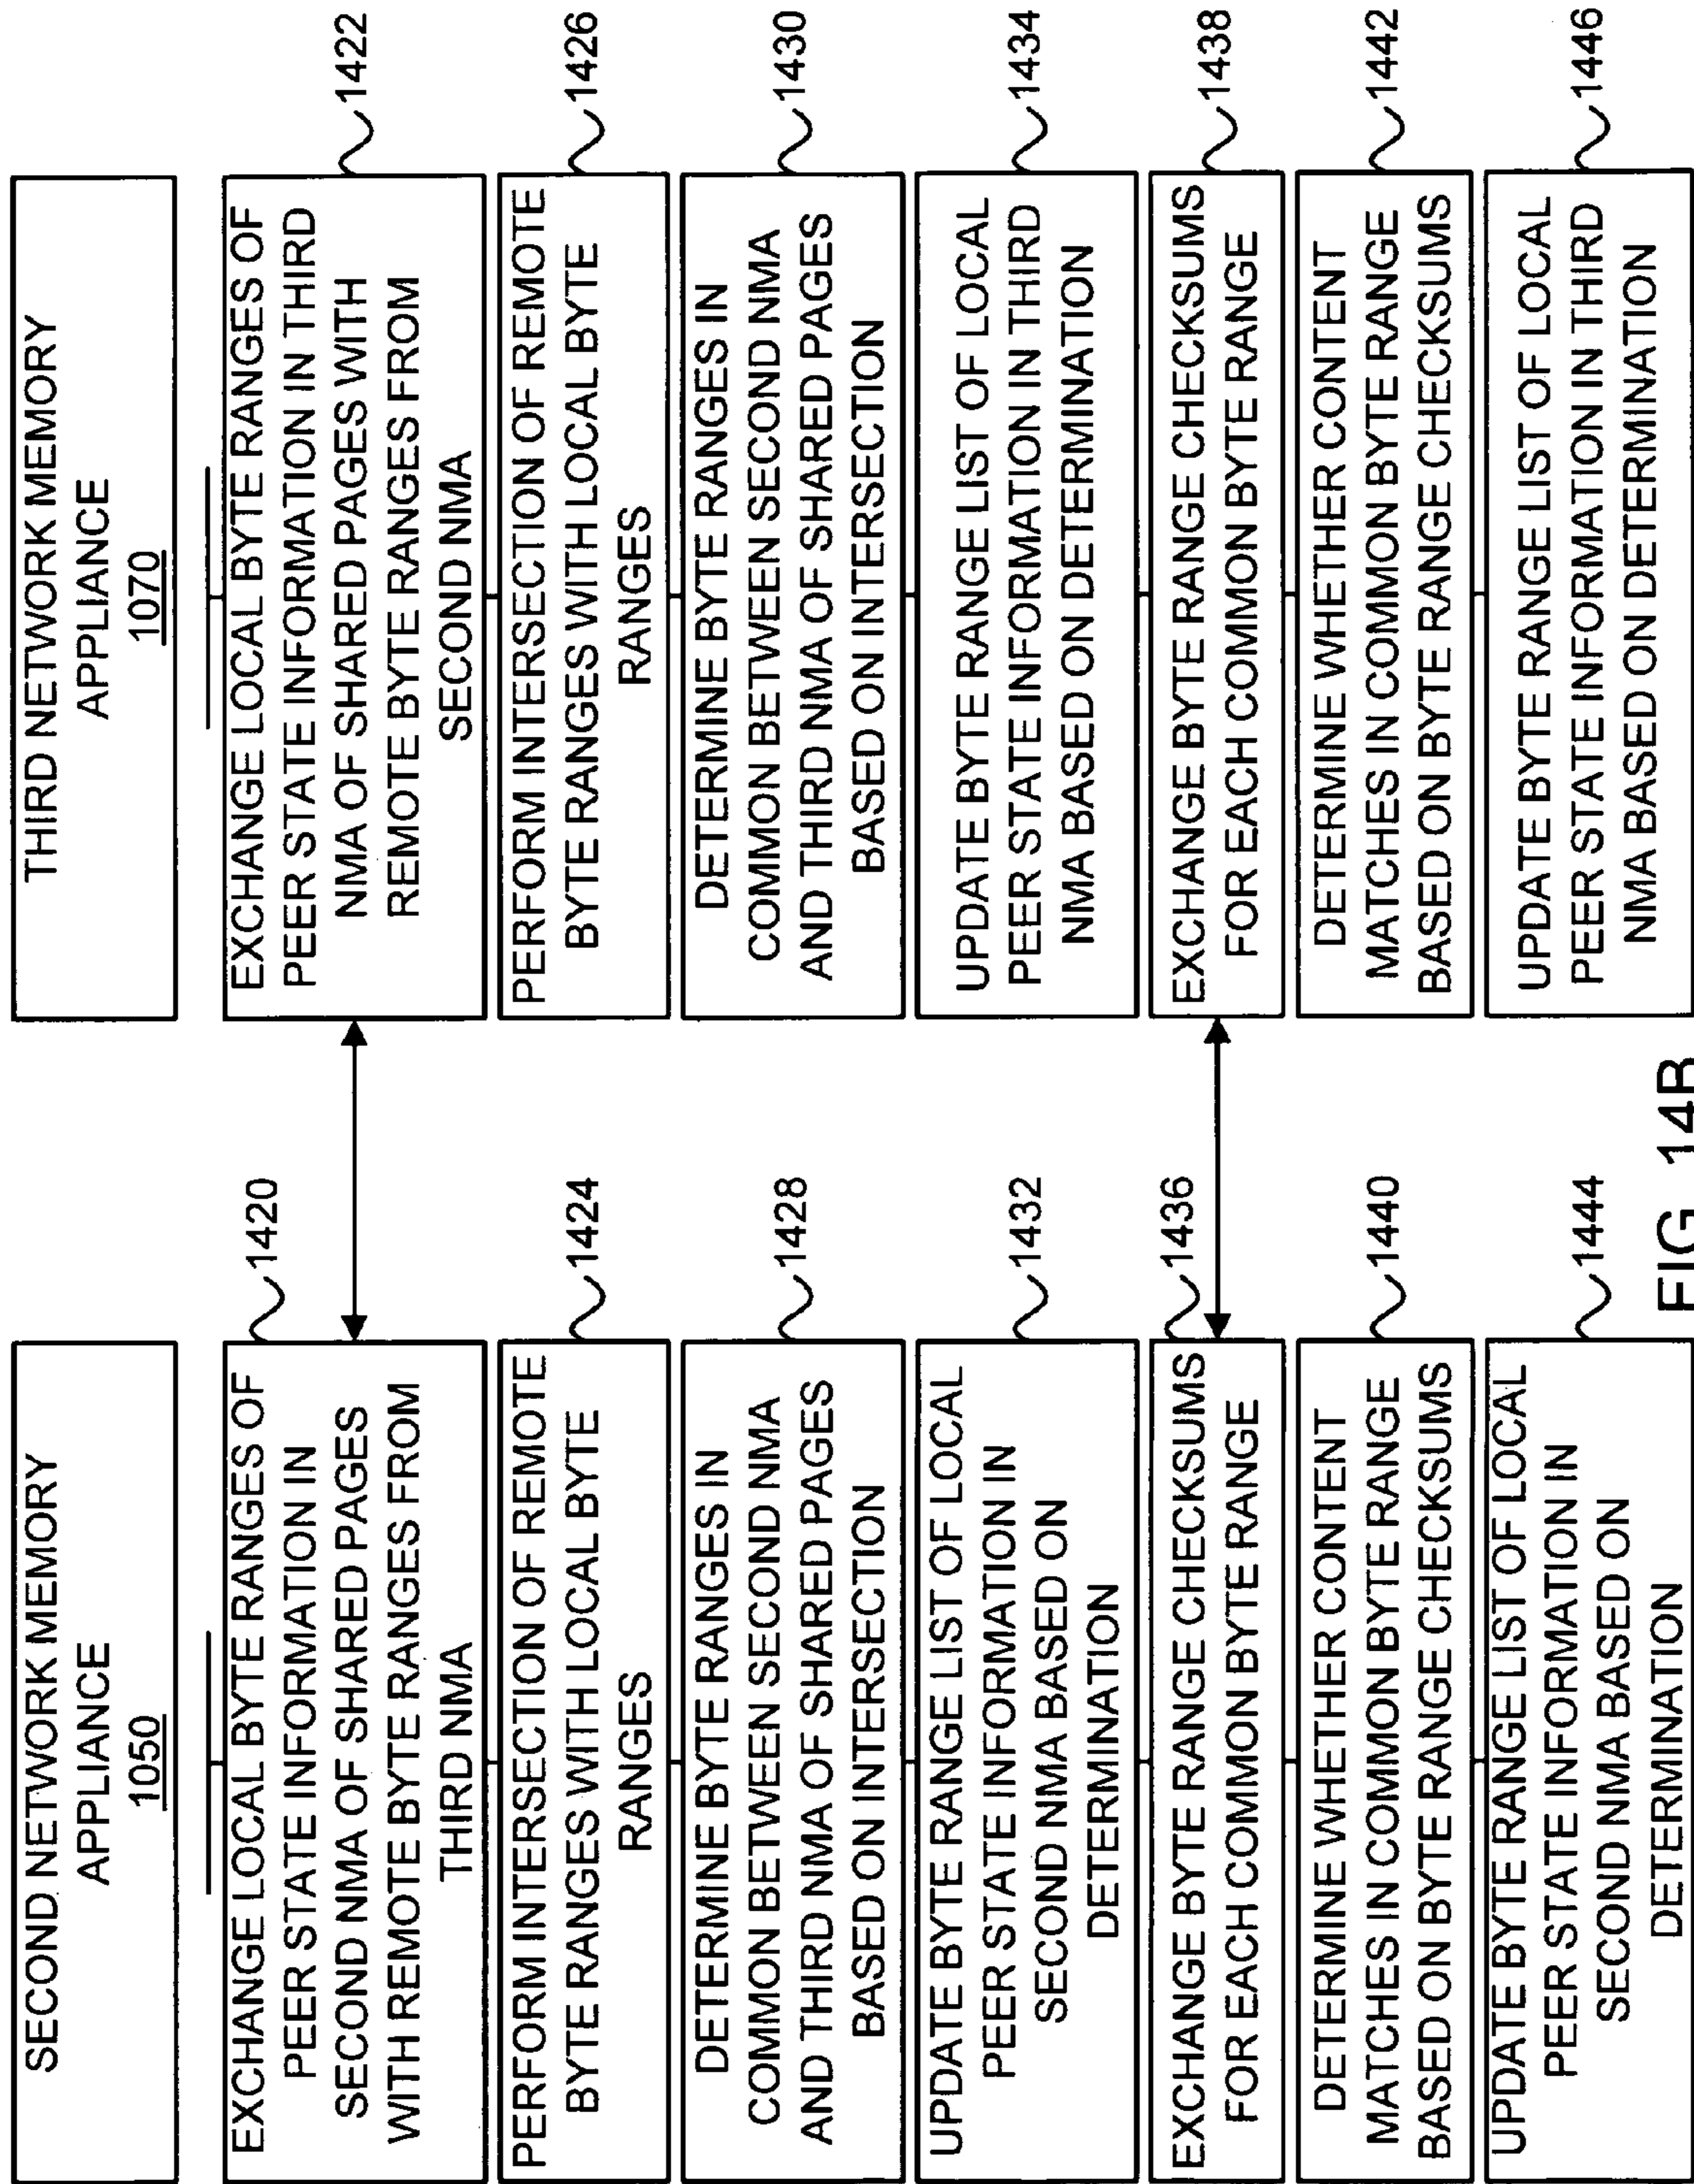 SECOND NETWORK MEMORY
APPLIANCE
1050
EXCHANGE LOCAL BYTE RANGES OF
PEER STATE INFORMATION IN
SECOND NMA OF SHARED PAGES
WITH REMOTE BYTE RANGES FROM
THIRD NMA
1420
PERFORM INTERSECTION OF REMOTE
BYTE RANGES WITH LOCAL BYTE
RANGES
1424
DETERMINE BYTE RANGES IN
COMMON BETWEEN SECOND NMA
AND THIRD NMA OF SHARED PAGES
BASED ON INTERSECTION
1428
UPDATE BYTE RANGE LIST OF LOCAL
PEER STATE INFORMATION IN
SECOND NMA BASED ON
DETERMINATION
1432
EXCHANGE BYTE RANGE CHECKSUMS
FOR EACH COMMON BYTE RANGE
1436
DETERMINE WHETHER CONTENT
MATCHES IN COMMON BYTE RANGE
BASED ON BYTE RANGE CHECKSUMS
1440
UPDATE BYTE RANGE LIST OF LOCAL
PEER STATE INFORMATION IN
SECOND NMA BASED ON
DETERMINATION
1444
THIRD NETWORK MEMORY
APPLIANCE
1070
EXCHANGE LOCAL BYTE RANGES OF
PEER STATE INFORMATION IN THIRD
NMA OF SHARED PAGES WITH
REMOTE BYTE RANGES FROM
SECOND NMA
1422
PERFORM INTERSECTION OF REMOTE
BYTE RANGES WITH LOCAL BYTE
RANGES
1426
DETERMINE BYTE RANGES IN
COMMON BETWEEN SECOND NMA
AND THIRD NMA OF SHARED PAGES
BASED ON INTERSECTION
1430
UPDATE BYTE RANGE LIST OF LOCAL
PEER STATE INFORMATION IN THIRD
NMA BASED ON DETERMINATION
1434
EXCHANGE BYTE RANGE CHECKSUMS
FOR EACH COMMON BYTE RANGE
1438
DETERMINE WHETHER CONTENT
MATCHES IN COMMON BYTE RANGE
BASED ON BYTE RANGE CHECKSUMS
1442
UPDATE BYTE RANGE LIST OF LOCAL
PEER STATE INFORMATION IN THIRD
NMA BASED ON DETERMINATION
1446
FIG. 14B